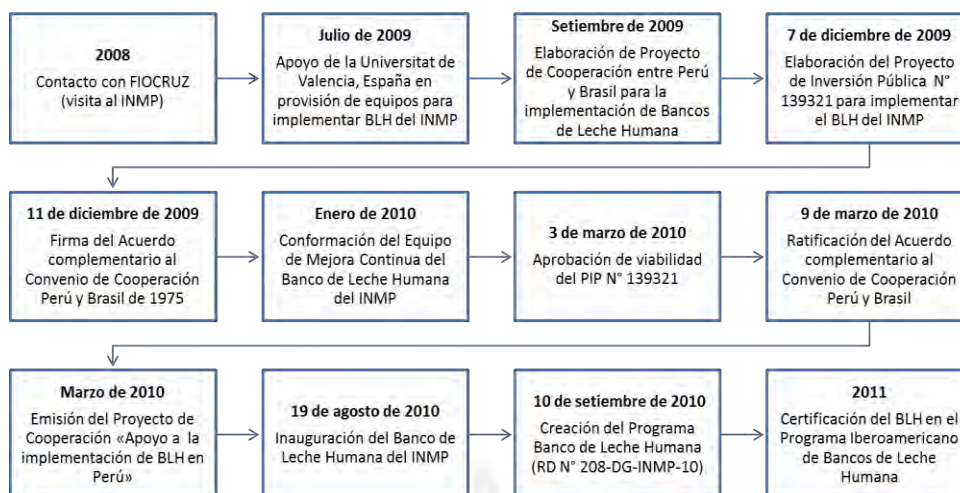 2008
Contacto con FIOCRUZ
(visita al INMP)
Julio de 2009
Apoyo de la Universitat de
Valencia, España en
provisión de equipos para
implementar BLH del INMP
Setiembre de 2009
Elaboración de Proyecto
de Cooperación entre Perú
y Brasil para la
implementación de Bancos
de Leche Humana
7 de diciembre de 2009
Elaboración del Proyecto
de Inversión Pública N°
139321 para implementar
el BLH del INMP
11 de diciembre de 2009
Firma del Acuerdo
complementario al
Convenio de Cooperación
Perú y Brasil de 1975
Enero de 2010
Conformación del Equipo
de Mejora Continua del
Banco de Leche Humana
del INMP
3 de marzo de 2010
Aprobación de viabilidad
del PIP N° 139321
9 de marzo de 2010
Ratificación del Acuerdo
complementario al
Convenio de Cooperación
Perú y Brasil
Marzo de 2010
Emisión del Proyecto de
Cooperación «Apoyo a la
implementación de BLH en
Perú»
19 de agosto de 2010
Inauguración del Banco de
Leche Humana del INMP
10 de setiembre de 2010
Creación del Programa
Banco de Leche Humana
(RD N° 208-DG-INMP-10)
2011
Certificación del BLH en el
Programa Iberoamericano
de Bancos de Leche
Humana